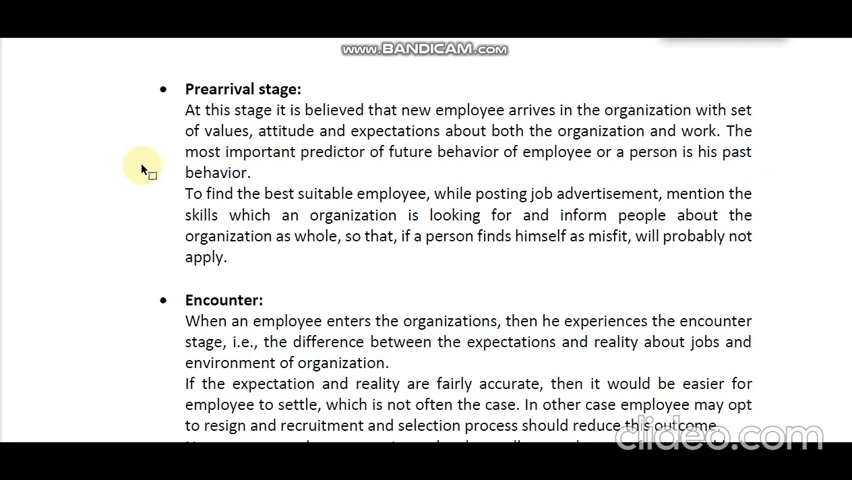 www.BANDICAM.com
• Prearrival stage:
At this stage it is believed that new employee arrives in the organization with set
of values, attitude and expectations about both the organization and work. The
most important predictor of future behavior of employee or a person is his past
behavior.
To find the best suitable employee, while posting job advertisement, mention the
skills which an organization is looking for and inform people about the
organization as whole, so that, if a person finds himself as misfit, will probably not
apply.
• Encounter:
When an employee enters the organizations, then he experiences the encounter
stage, i.e., the difference between the expectations and reality about jobs and
environment of organization.
If the expectation and reality are fairly accurate, then it would be easier for
employee to settle, which is not often the case. In other case employee may opt
to resign and recruitment and selection process should reduce this outcome.
clideo.com